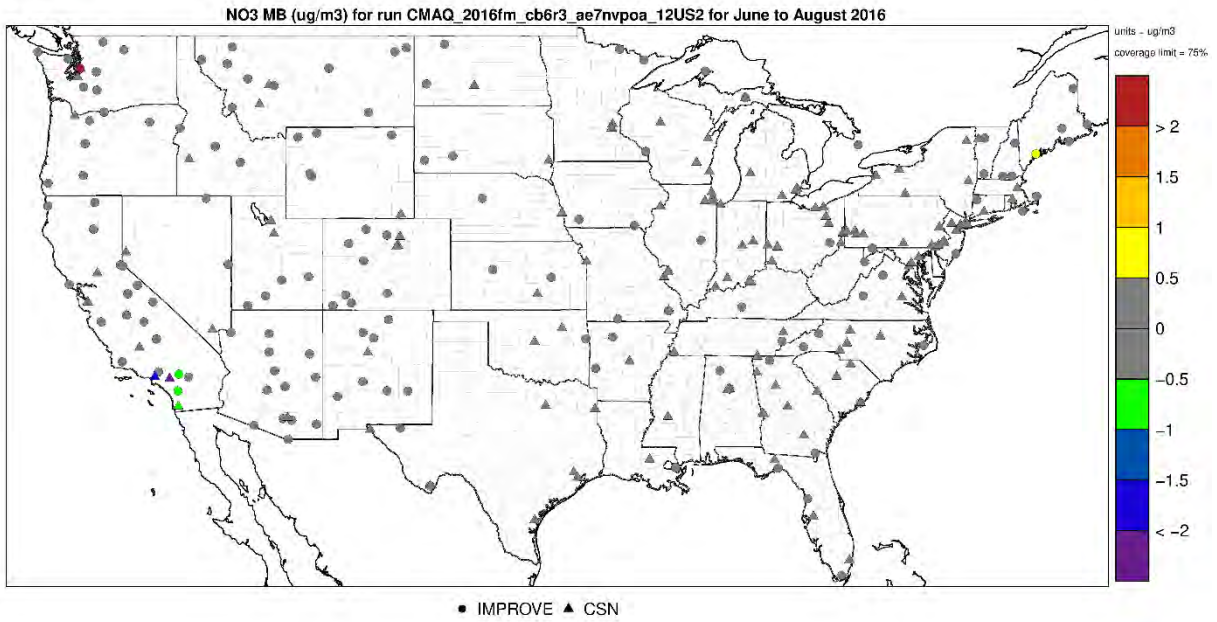 NO3 MB (ug/m3) for run CMAQ_2016fm_cb6r3_ae7nvpoa_12US2 for June to August 2016
units = ug/m3
coverage limit = 75%
> 2
1.5
1
0.5
0
−0.5
−1
−1.5
< −2
● IMPROVE ▲ CSN